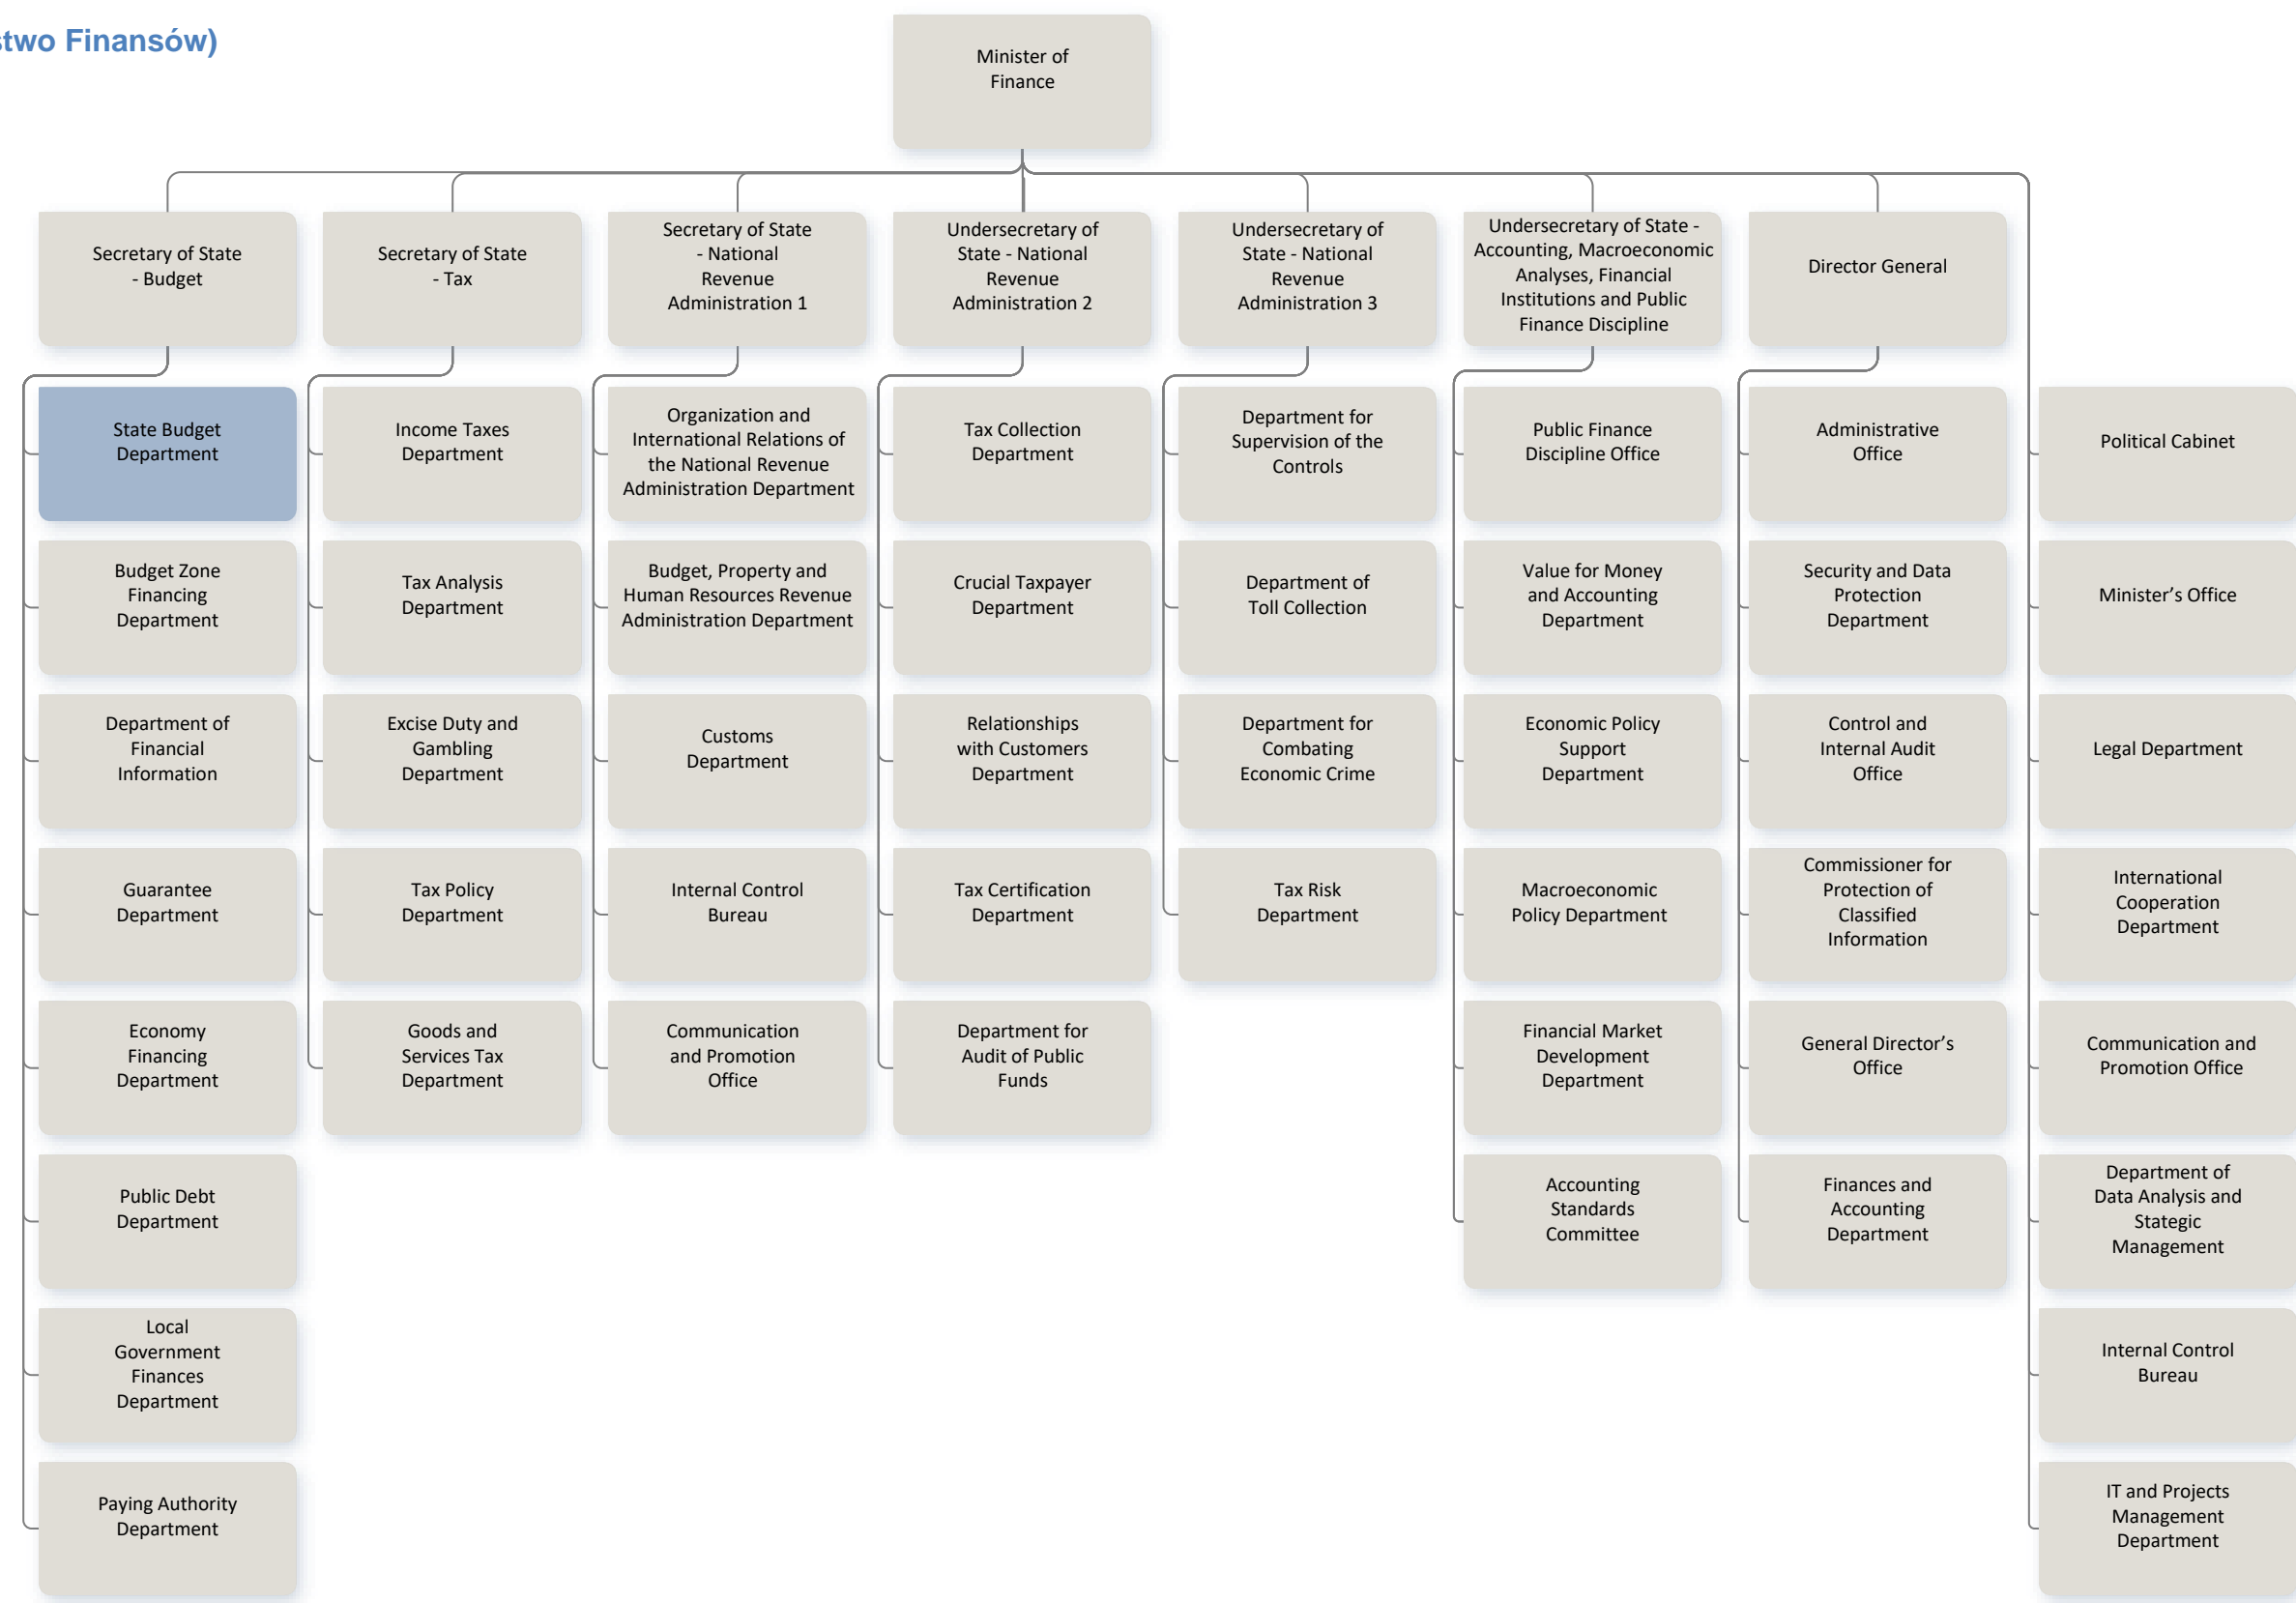 stwo Finansów)
Minister of
Finance
Secretary of State
- Budget
Secretary of State
- Tax
Secretary of State
- National
Revenue
Administration 1
Undersecretary of
State - National
Revenue
Administration 2
Undersecretary of
State - National
Revenue
Administration 3
Undersecretary of State -
Accounting, Macroeconomic
Analyses, Financial
Institutions and Public
Finance Discipline
Director General
State Budget
Department
Income Taxes
Department
Organization and
International Relations of
the National Revenue
Administration Department
Tax Collection
Department
Department for
Supervision of the
Controls
Public Finance
Discipline Office
Administrative
Office
Political Cabinet
Budget Zone
Financing
Department
Tax Analysis
Department
Budget, Property and
Human Resources Revenue
Administration Department
Crucial Taxpayer
Department
Department of
Toll Collection
Value for Money
and Accounting
Department
Security and Data
Protection
Department
Minister’s Office
Department of
Financial
Information
Excise Duty and
Gambling
Department
Customs
Department
Relationships
with Customers
Department
Department for
Combating
Economic Crime
Economic Policy
Support
Department
Control and
Internal Audit
Office
Legal Department
Guarantee
Department
Tax Policy
Department
Internal Control
Bureau
Tax Certification
Department
Tax Risk
Department
Macroeconomic
Policy Department
Commissioner for
Protection of
Classified
Information
International
Cooperation
Department
Economy
Financing
Department
Goods and
Services Tax
Department
Communication
and Promotion
Office
Department for
Audit of Public
Funds
Financial Market
Development
Department
General Director’s
Office
Communication and
Promotion Office
Public Debt
Department
Accounting
Standards
Committee
Finances and
Accounting
Department
Department of
Data Analysis and
Stategic
Management
Local
Government
Finances
Department
Internal Control
Bureau
Paying Authority
Department
IT and Projects
Management
Department